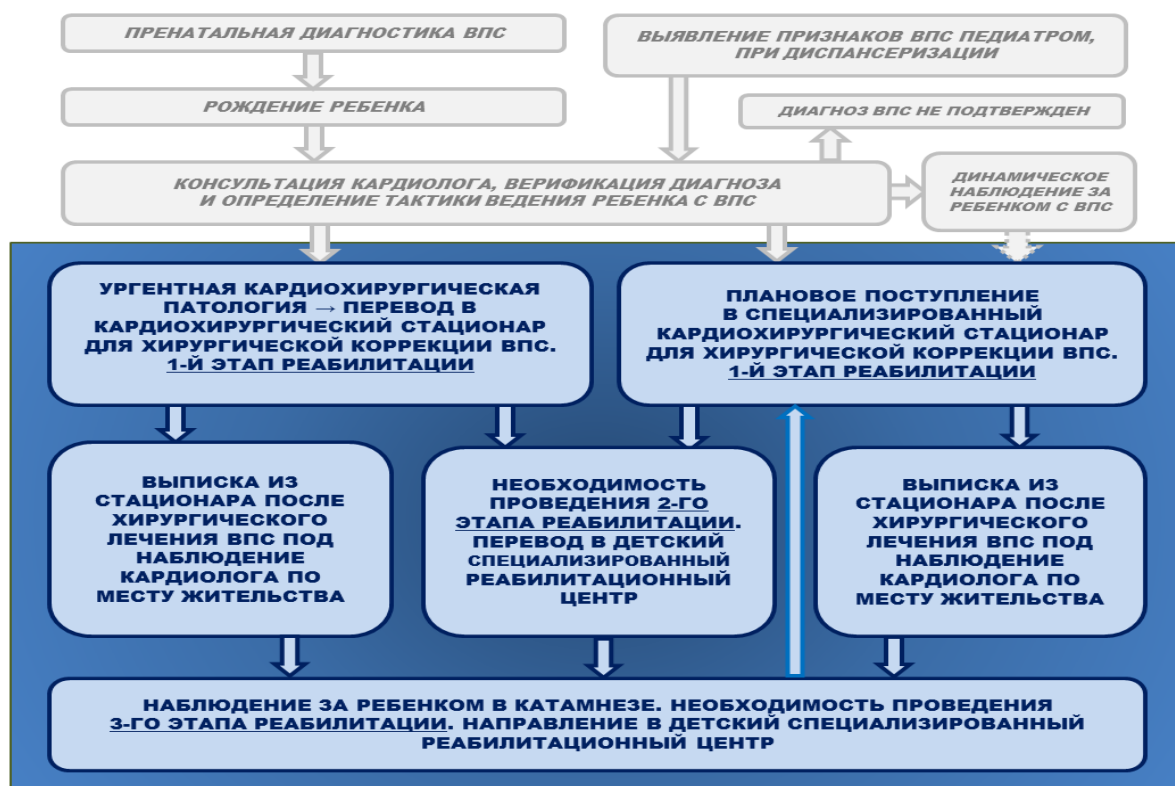 ПРЕНАТАЛЬНАЯ ДИАГНОСТИКА ВПС
ВЫЯВЛЕНИЕ ПРИЗНАКОВ ВПС ПЕДИАТРОМ,
ПРИ ДИСПАНСЕРИЗАЦИИ
РОЖДЕНИЕ РЕБЕНКА
ДИАГНОЗ ВПС НЕ ПОДТВЕРЖДЕН
КОНСУЛЬТАЦИЯ КАРДИОЛОГА, ВЕРИФИКАЦИЯ ДИАГНОЗА
И ОПРЕДЕЛЕНИЕ ТАКТИКИ ВЕДЕНИЯ РЕБЕНКА С ВПС
ДИНАМИЧЕСКОЕ
НАБЛЮДЕНИЕ ЗА
РЕБЕНКОМ С ВПС
УРГЕНТНАЯ КАРДИОХИРУРГИЧЕСКАЯ
ПАТОЛОГИЯ → ПЕРЕВОД В
КАРДИОХИРУРГИЧЕСКИЙ СТАЦИОНАР
ДЛЯ ХИРУРГИЧЕСКОЙ КОРРЕКЦИИ ВПС.
1-Й ЭТАП РЕАБИЛИТАЦИИ
ПЛАНОВОЕ ПОСТУПЛЕНИЕ
В СПЕЦИАЛИЗИРОВАННЫЙ
КАРДИОХИРУРГИЧЕСКИЙ СТАЦИОНАР
ДЛЯ ХИРУРГИЧЕСКОЙ КОРРЕКЦИИ ВПС.
1-Й ЭТАП РЕАБИЛИТАЦИИ
ВЫПИСКА ИЗ
СТАЦИОНАРА ПОСЛЕ
ХИРУРГИЧЕСКОГО
ЛЕЧЕНИЯ ВПС ПОД
НАБЛЮДЕНИЕ
КАРДИОЛОГА ПО
МЕСТУ ЖИТЕЛЬСТВА
НЕОБХОДИМОСТЬ
ПРОВЕДЕНИЯ 2-ГО
ЭТАПА РЕАБИЛИТАЦИИ.
ПЕРЕВОД В ДЕТСКИЙ
СПЕЦИАЛИЗИРОВАННЫЙ
РЕАБИЛИТАЦИОННЫЙ
ЦЕНТР
ВЫПИСКА ИЗ
СТАЦИОНАРА ПОСЛЕ
ХИРУРГИЧЕСКОГО
ЛЕЧЕНИЯ ВПС ПОД
НАБЛЮДЕНИЕ
КАРДИОЛОГА ПО
МЕСТУ ЖИТЕЛЬСТВА
НАБЛЮДЕНИЕ ЗА РЕБЕНКОМ В КАТАМНЕЗЕ. НЕОБХОДИМОСТЬ ПРОВЕДЕНИЯ
3-ГО ЭТАПА РЕАБИЛИТАЦИИ. НАПРАВЛЕНИЕ В ДЕТСКИЙ СПЕЦИАЛИЗИРОВАННЫЙ
РЕАБИЛИТАЦИОННЫЙ ЦЕНТР